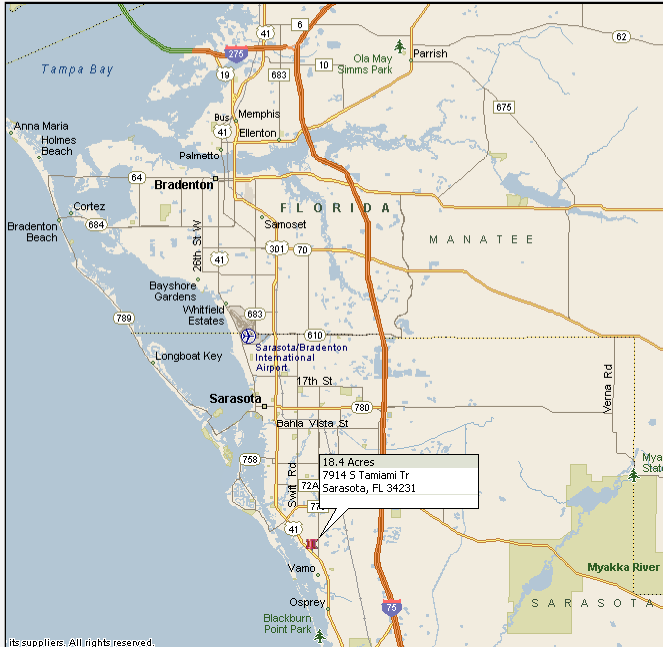 6
41
62
275
Ola May
Simms Park
Parrish
Tampa Bay
19
683
10
675
Anna Maria
Bus
41
Memphis
Holmes
Beach
Ellenton
Palmetto
64
Bradenton
Cortez
FLORIDA
684
Bradenton
Beach
26th St W
Samoset
MANATEE
41
301
70
Bayshore
Gardens
Whitfield
Estates
683
789
610
Sarasota/Bradenton
International
Airport
Longboat Key
17th St
Verna Rd
Sarasota
780
Bahia Vista St
758
Swift Rd
18.4 Acres
7914 S Tamiami Tr
Sarasota, FL 34231
72A
Mya
State
41
Vamo
Myakka River
Osprey
75
SARASOTA
Blackburn
Point Park
its suppliers. All rights reserved.